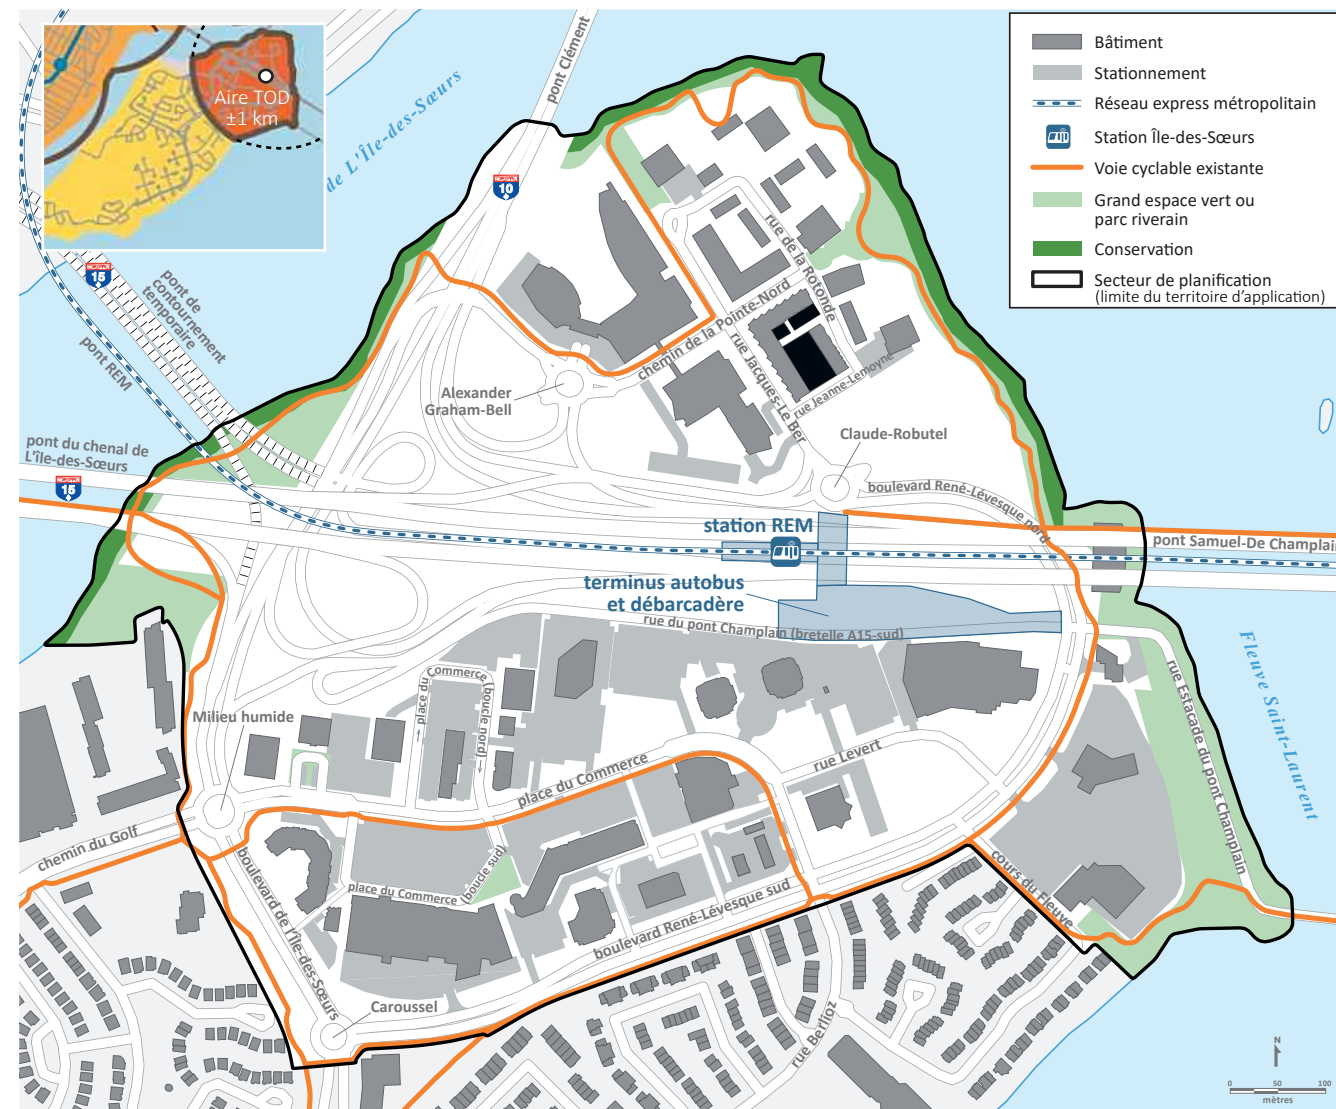 Aire TOD
±1 km
de L'Île-des-Sœurs
pont Clément
10
15
pont de
contournement
temporaire
pont REM
pont du chenal de
L'île-des-Sœurs
15
Alexander
Graham-Bell
chemin de la Pointe-Nord
rue de la Rotonde
rue Jacques-Le Ber
rue Jeanne-Lemoyne
Claude-Robutel
boulevard René-Lévesque nord
station REM
pont Samuel-De Champlain
terminus autobus
et débarcadère
rue du pont Champlain (bretelle A15-sud)
Fleuve Saint-Laurent
rue Estacade du pont Champlain
Milieu humide
place du
Commerce
(boucle nord)
place du Commerce
rue Levert
chemin du Golf
boulevard de l'Île-des-Sœurs
place du Commerce
(boucle sud)
boulevard René-Lévesque sud
cours du Fleuve
Caroussel
rue Berlioz
Bâtiment
Stationnement
Réseau express métropolitain
Station Île-des-Sœurs
Voie cyclable existante
Grand espace vert ou
parc riverain
Conservation
Secteur de planification
(limite du territoire d'application)
N
0 50 100
mètres